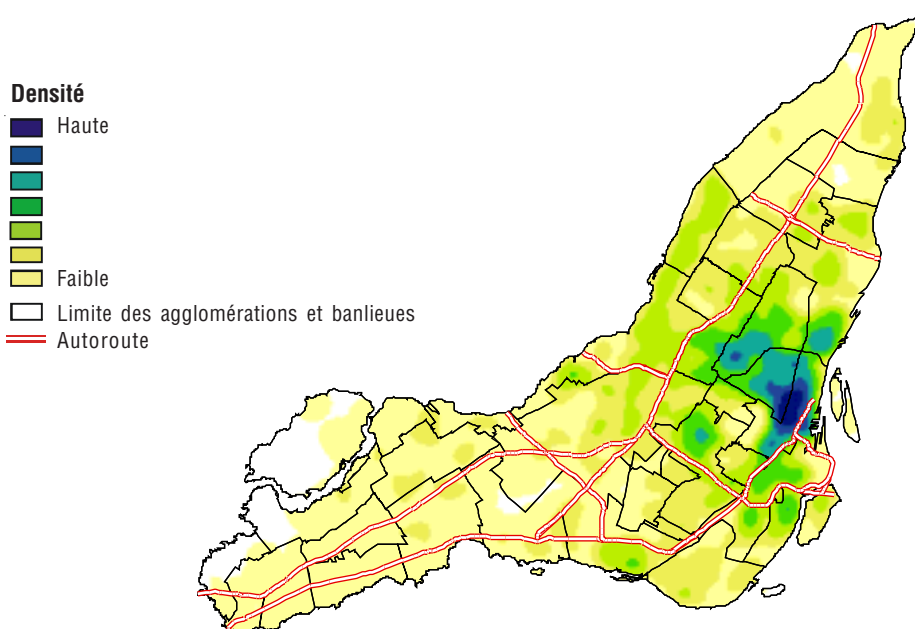 Densité
Haute
Faible
Limite des agglomérations et banlieues
Autoroute